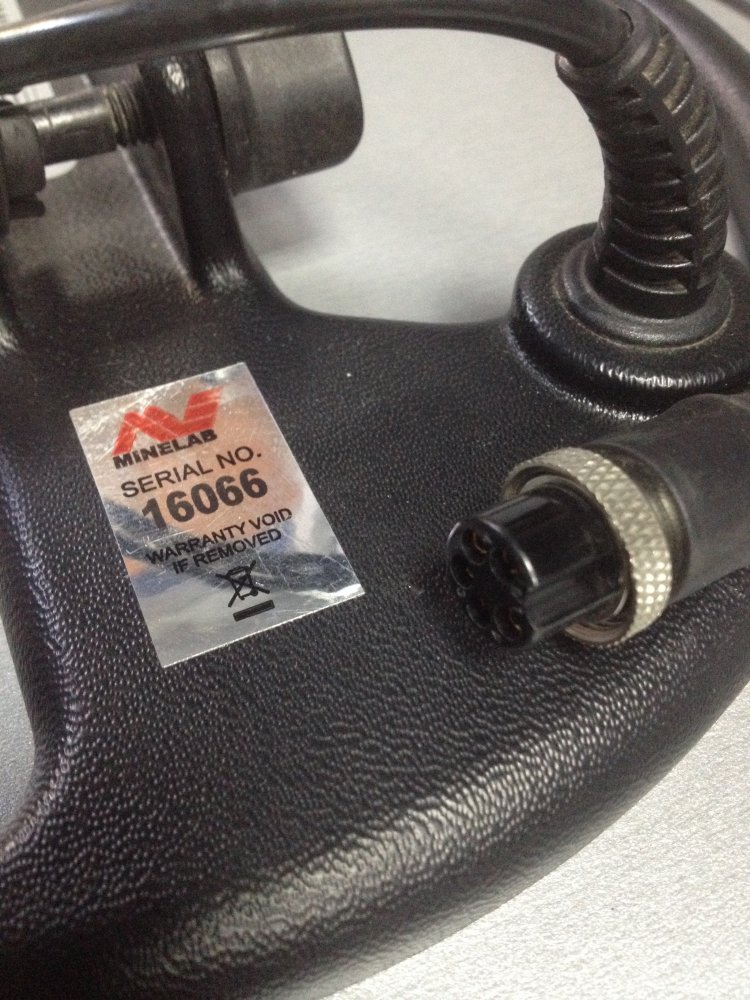 MINELAB
SERIAL NO.
16066
WARRANTY VOID
IF REMOVED